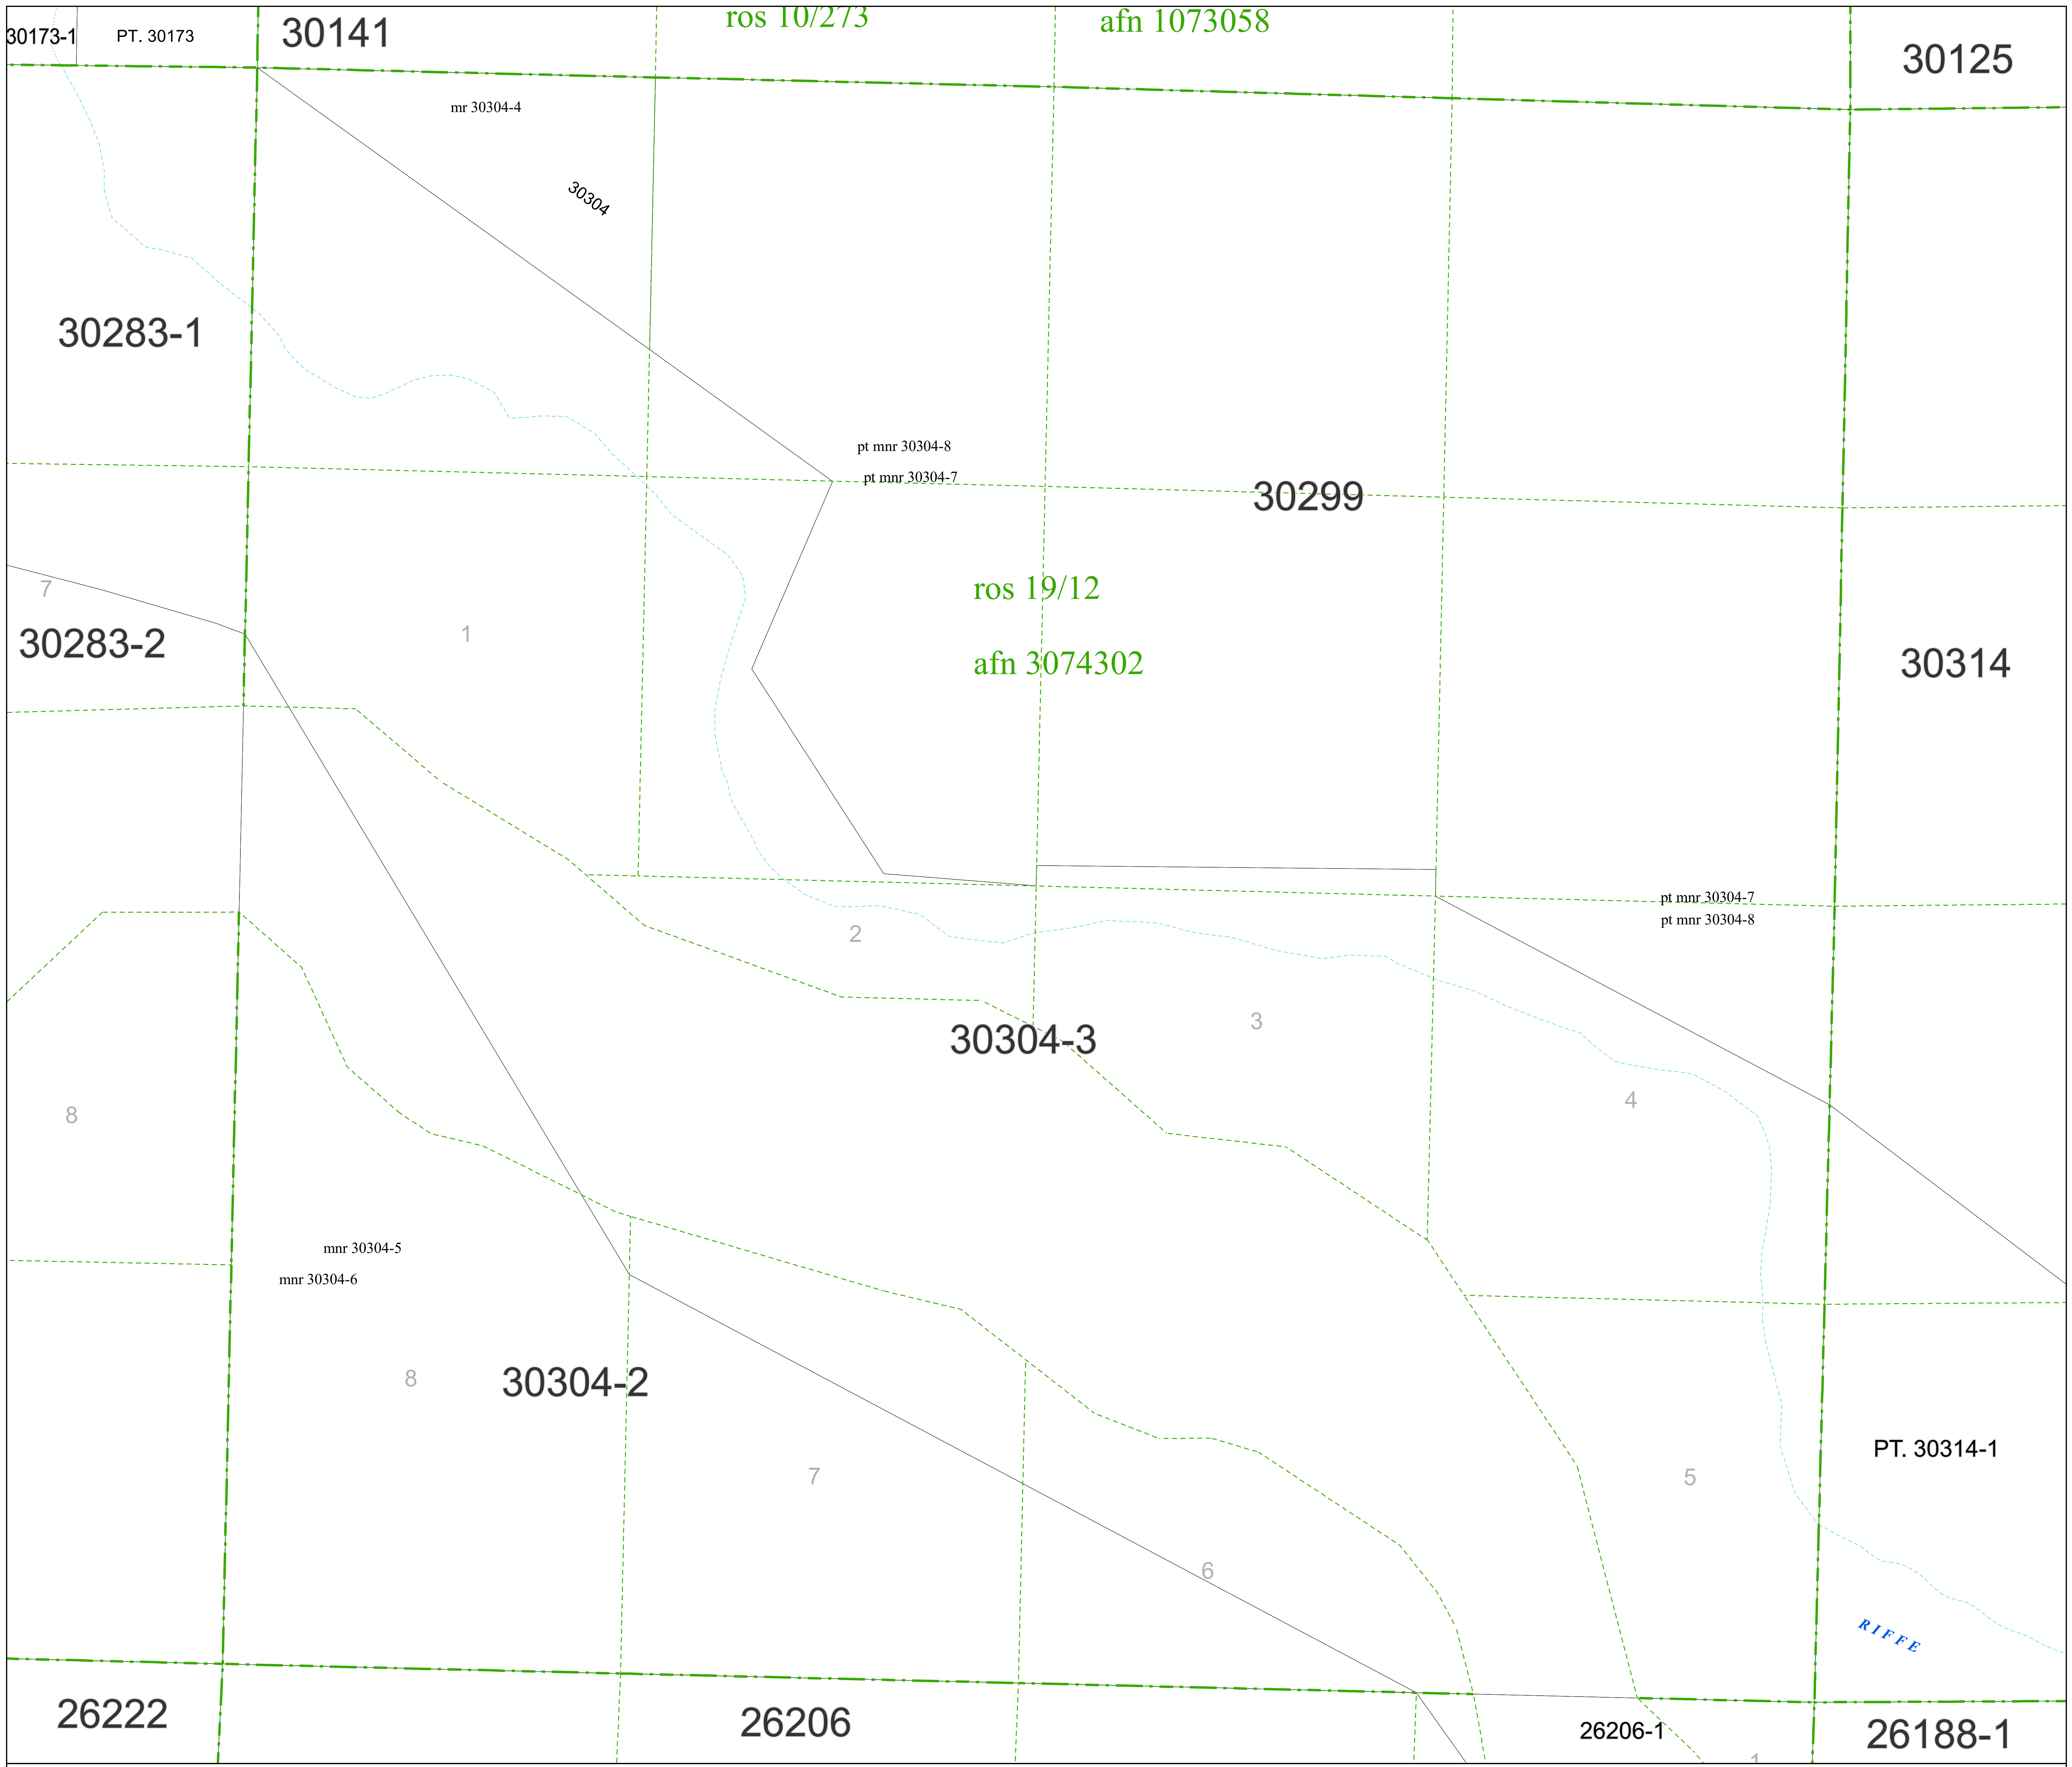 ros 10/273
afn 1073058
30173-1
PT. 30173
30141
30125
mr 30304-4
30304
30283-1
pt mnr 30304-8
pt mnr 30304-7
30299
7
ros 19/12
30283-2
1
afn 3074302
30314
pt mnr 30304-7
pt mnr 30304-8
2
3
30304-3
4
8
mnr 30304-5
mnr 30304-6
8
30304-2
PT. 30314-1
7
5
6
RIFFE
26222
26206
26206-1
26188-1
1